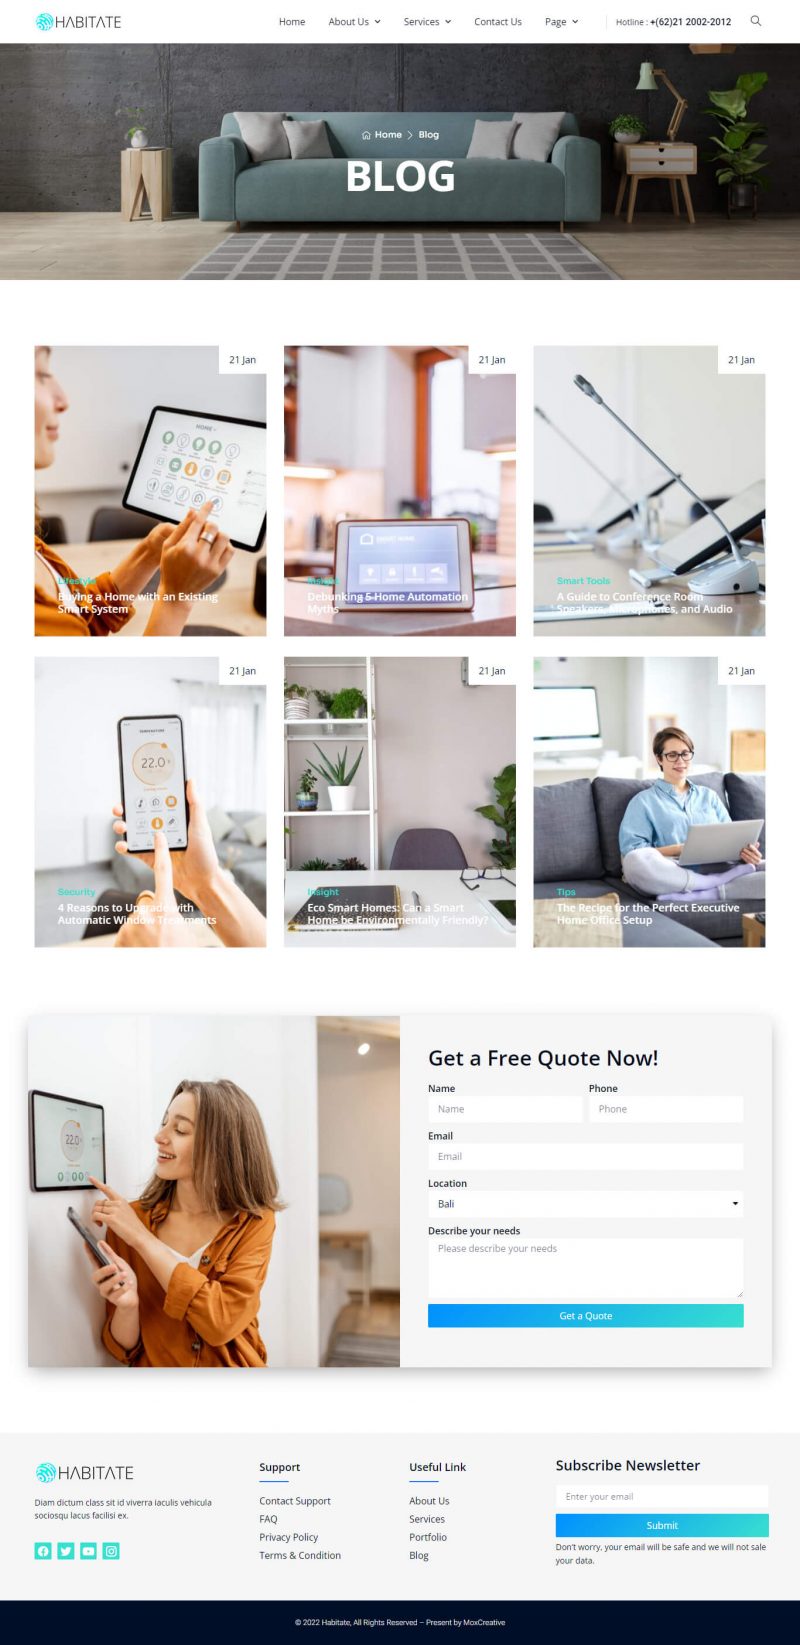 HABITATE
Home About Us Services Contact Us Page Hotline : +(62)21 2002-2012
Home Blog
BLOG
21 Jan
Lifestyle
Buying a Home with an Existing
Smart System
21 Jan
SMART HOME
Insight
Debunking 5 Home Automation
Myths
21 Jan
Smart Tools
A Guide to Conference Room
Speakers, Microphones, and Audio
21 Jan
TEMPERATURE
22.0
Security
4 Reasons to Upgrade with
Automatic Window Treatments
21 Jan
Insight
Eco Smart Homes: Can a Smart
Home be Environmentally Friendly?
21 Jan
Tips
The Recipe for the Perfect Executive
Home Office Setup
22.0
Get a Free Quote Now!
Name Phone
Name Phone
Email
Email
Location
Bali
Describe your needs
Please describe your needs
Get a Quote
HABITATE
Diam dictum class sit id viverra iaculis vehicula
sociosqu lacus facilisi ex.
Support
Contact Support
FAQ
Privacy Policy
Terms & Condition
Useful Link
About Us
Services
Portfolio
Blog
Subscribe Newsletter
Enter your email
Submit
Don't worry, your email will be safe and we will not sale
your data.
© 2022 Habitate, All Rights Reserved – Present by MoxCreative